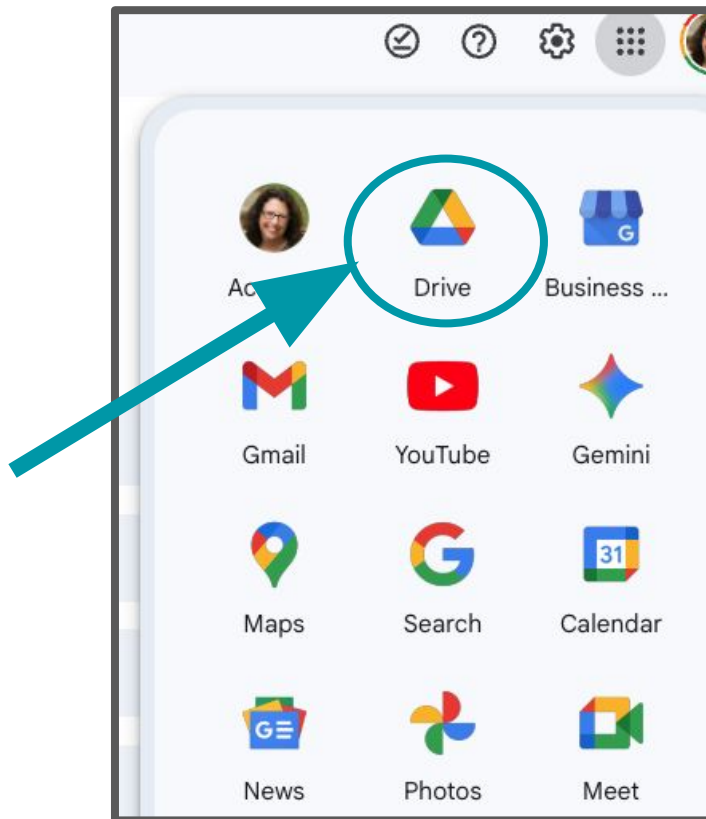 Drive
Business ...
Gmail
YouTube
Gemini
Maps
Search
31
Calendar
News
Photos
Meet